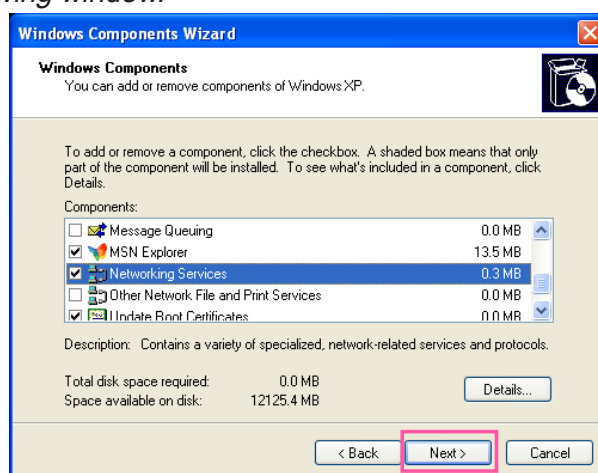 ing window.
Windows Components Wizard
Windows Components
You can add or remove components of Windows XP.
To add or remove a component, click the checkbox. A shaded box means that only
part of the component will be installed. To see what's included in a component, click
Details.
Components:
Message Queuing 0.0 MB
MSN Explorer 13.5 MB
Networking Services 0.3 MB
Other Network File and Print Services 0.0 MB
Update Root Certificates 0.0 MB
Description: Contains a variety of specialized, network-related services and protocols.
Total disk space required: 0.0 MB
Space available on disk: 12125.4 MB
Details...
< Back Next > Cancel